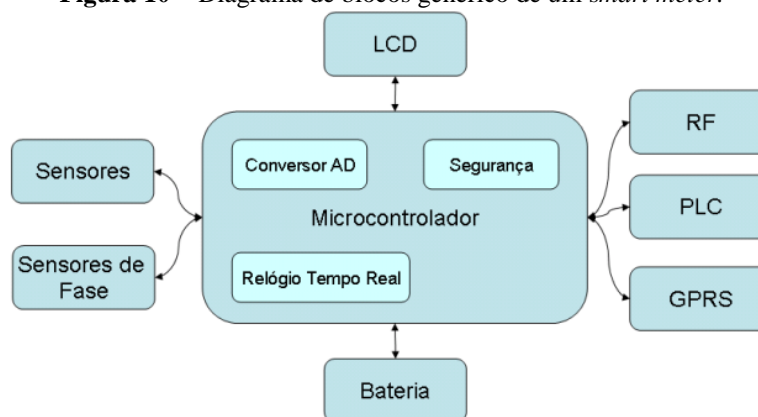 Figura 10 – Diagrama de blocos genérico de um smart meter.
LCD
Conversor AD
Segurança
Microcontrolador
Relógio Tempo Real
Sensores
Sensores de
Fase
RF
PLC
GPRS
Bateria